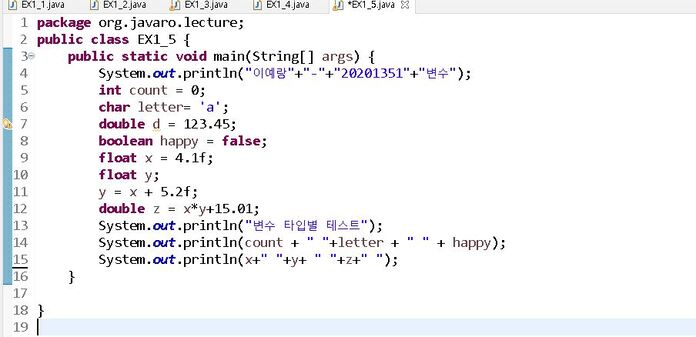 EX1_1.java EX1_2.java EX1_3.java EX1_4.java *EX1_5.java
1 package org.javaro.lecture;
2 public class EX1_5 {
3 public static void main(String[] args) {
4 System.out.println("이예랑"+"-"+"20201351"+"변수");
5 int count = 0;
6 char letter= 'a';
7 double d = 123.45;
8 boolean happy = false;
9 float x = 4.1f;
10 float y;
11 y = x + 5.2f;
12 double z = x*y+15.01;
13 System.out.println("변수 타입별 테스트");
14 System.out.println(count + " "+letter + " " + happy);
15 System.out.println(x+" "+y+ " "+z+" ");
16 }
17
18 }
19